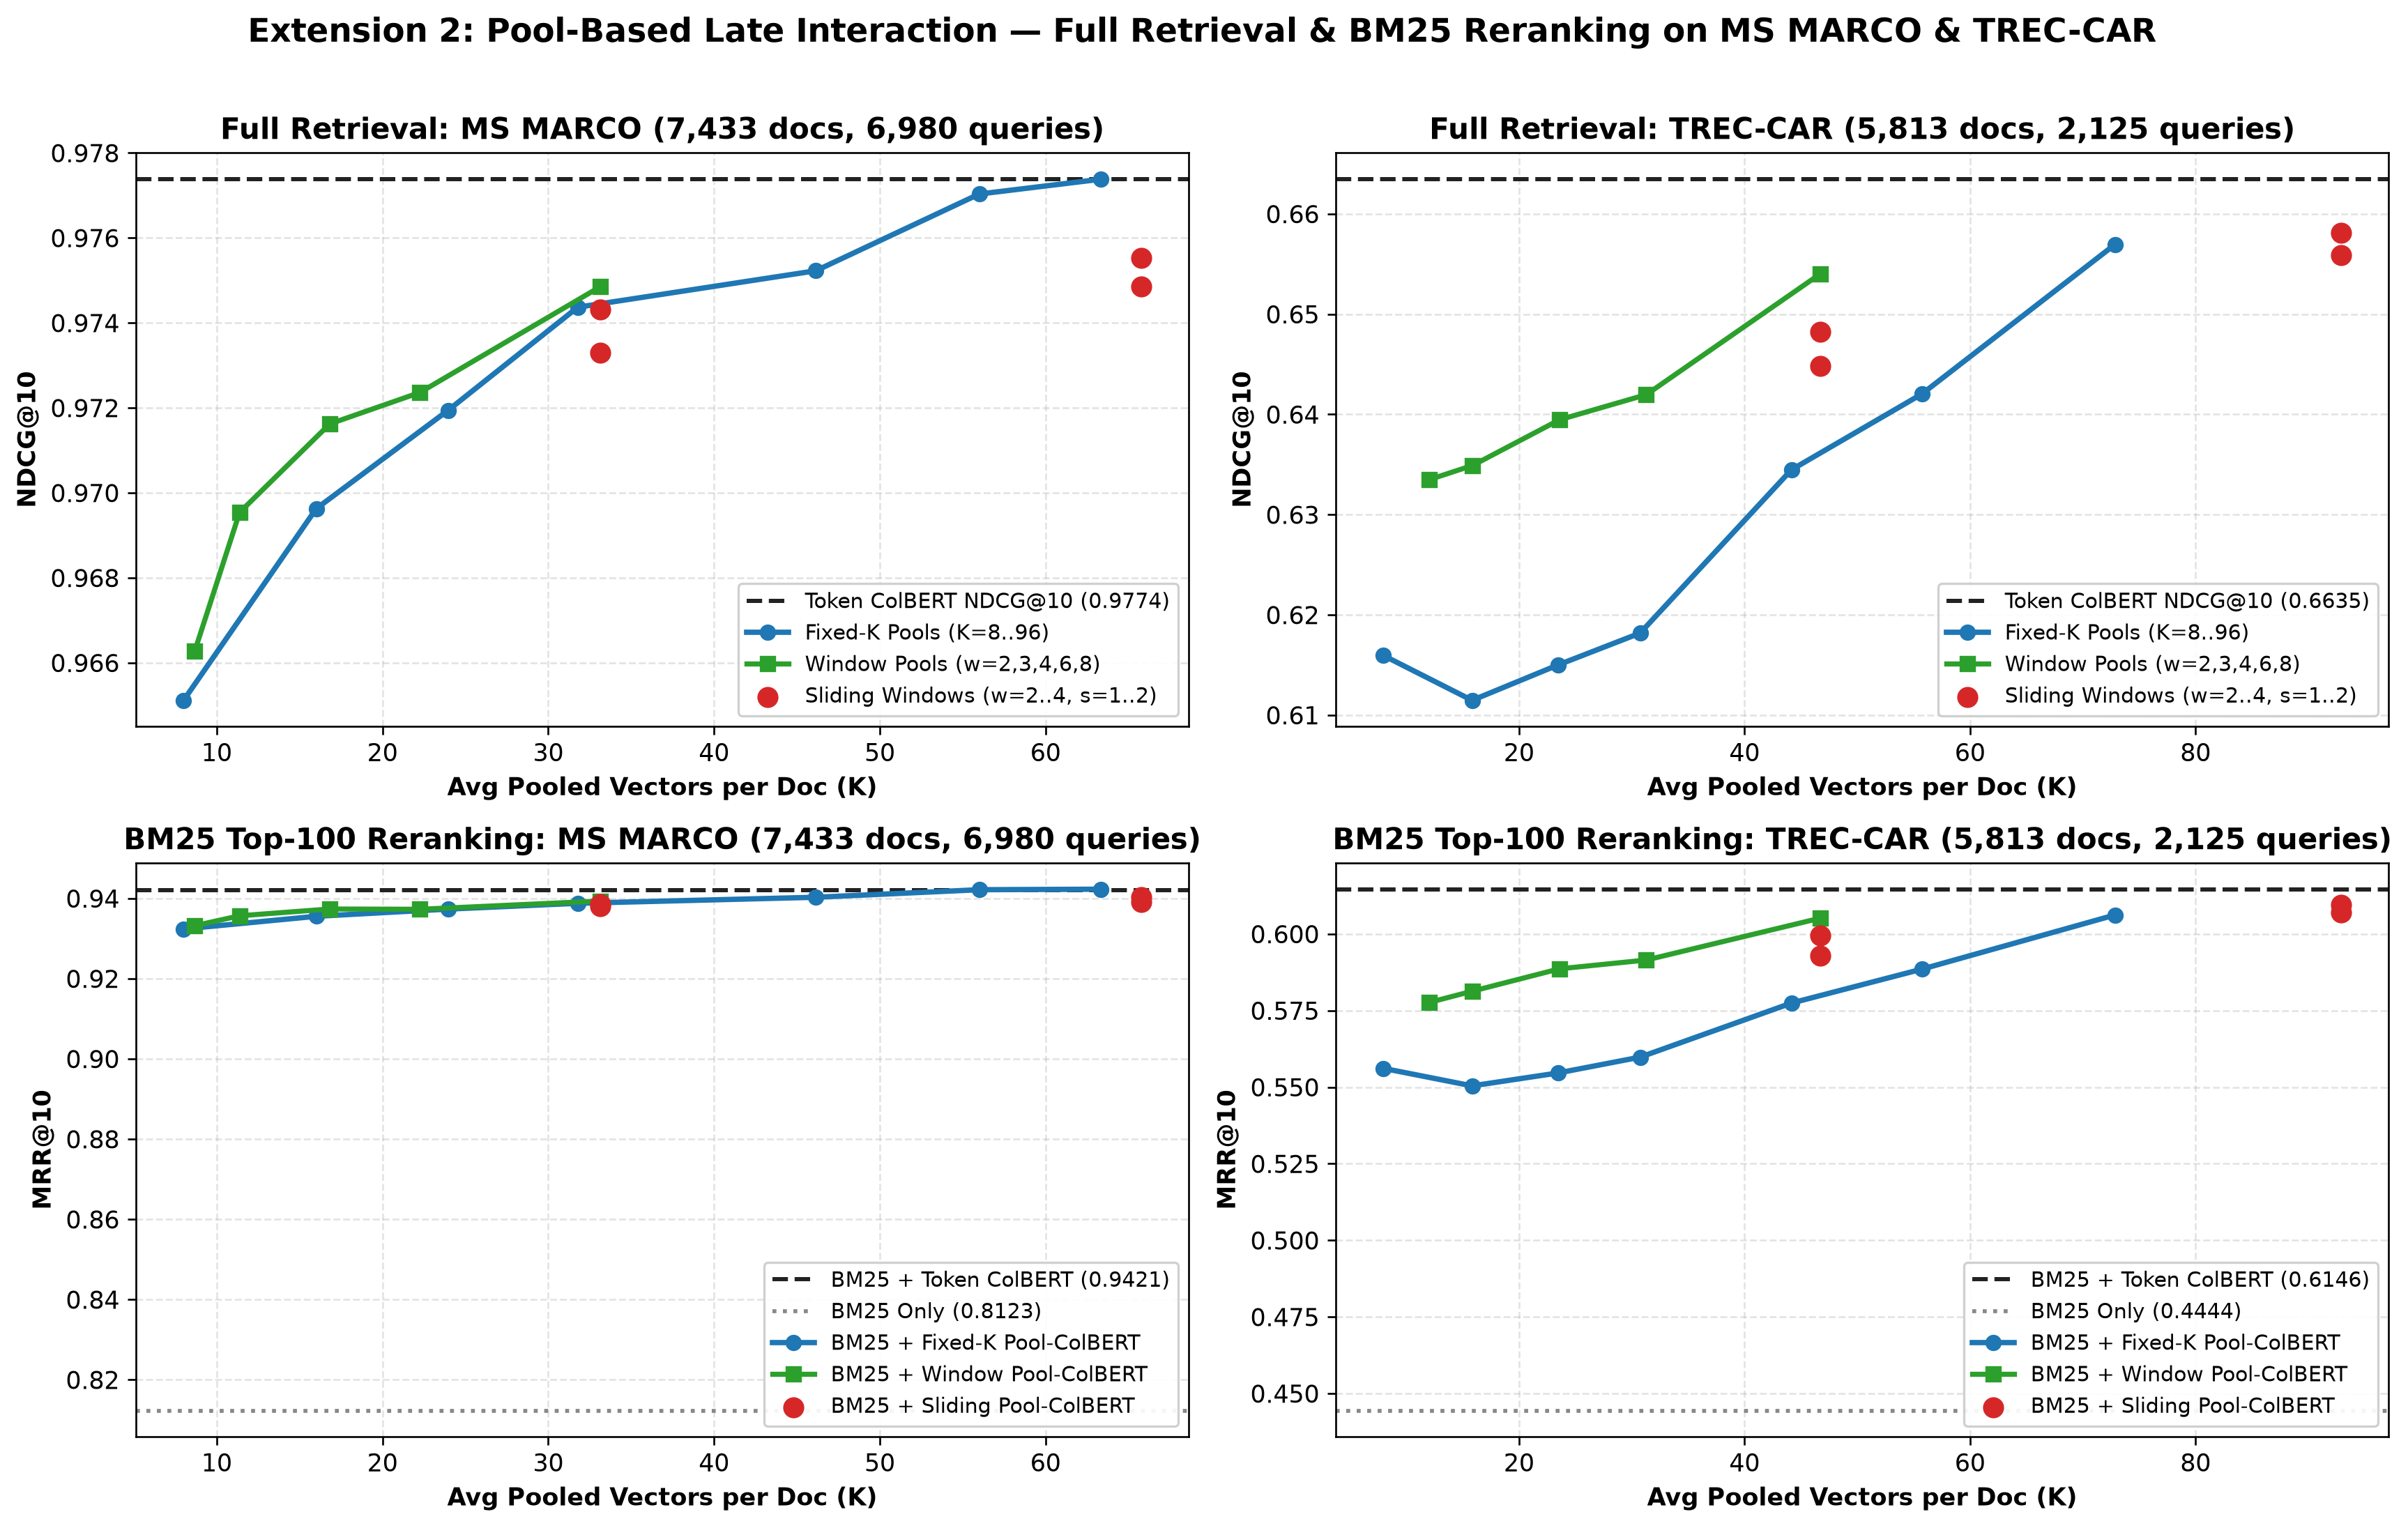 Extension 2: Pool-Based Late Interaction — Full Retrieval & BM25 Reranking on MS MARCO & TREC-CAR
Full Retrieval: MS MARCO (7,433 docs, 6,980 queries)
0.978
0.976
0.974
0.972
0.970
0.968
0.966
NDCG@10
Token ColBERT NDCG@10 (0.9774)
Fixed-K Pools (K=8..96)
Window Pools (w=2,3,4,6,8)
Sliding Windows (w=2..4, s=1..2)
10 20 30 40 50 60
Avg Pooled Vectors per Doc (K)
Full Retrieval: TREC-CAR (5,813 docs, 2,125 queries)
0.66
0.65
0.64
0.63
0.62
0.61
NDCG@10
Token ColBERT NDCG@10 (0.6635)
Fixed-K Pools (K=8..96)
Window Pools (w=2,3,4,6,8)
Sliding Windows (w=2..4, s=1..2)
20 40 60 80
Avg Pooled Vectors per Doc (K)
BM25 Top-100 Reranking: MS MARCO (7,433 docs, 6,980 queries)
0.94
0.92
0.90
0.88
0.86
0.84
0.82
MRR@10
BM25 + Token ColBERT (0.9421)
BM25 Only (0.8123)
BM25 + Fixed-K Pool-ColBERT
BM25 + Window Pool-ColBERT
BM25 + Sliding Pool-ColBERT
10 20 30 40 50 60
Avg Pooled Vectors per Doc (K)
BM25 Top-100 Reranking: TREC-CAR (5,813 docs, 2,125 queries)
0.600
0.575
0.550
0.525
0.500
0.475
0.450
MRR@10
BM25 + Token ColBERT (0.6146)
BM25 Only (0.4444)
BM25 + Fixed-K Pool-ColBERT
BM25 + Window Pool-ColBERT
BM25 + Sliding Pool-ColBERT
20 40 60 80
Avg Pooled Vectors per Doc (K)